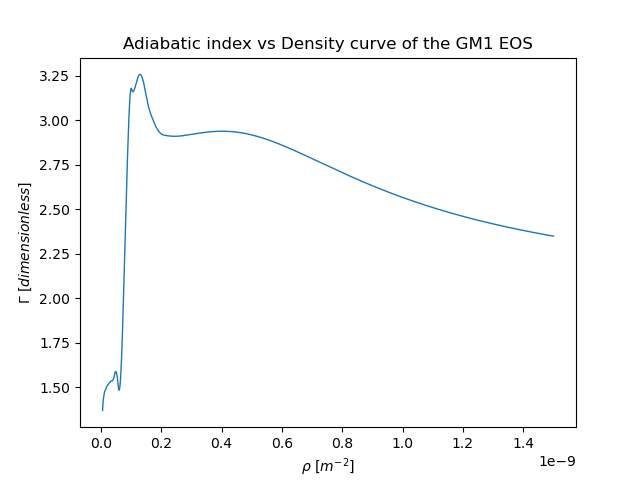 Adiabatic index vs Density curve of the GM1 EOS
Γ [dimensionless]
3.25
3.00
2.75
2.50
2.25
2.00
1.75
1.50
0.0 0.2 0.4 0.6 0.8 1.0 1.2 1.4
1e−9
ρ [m⁻²]